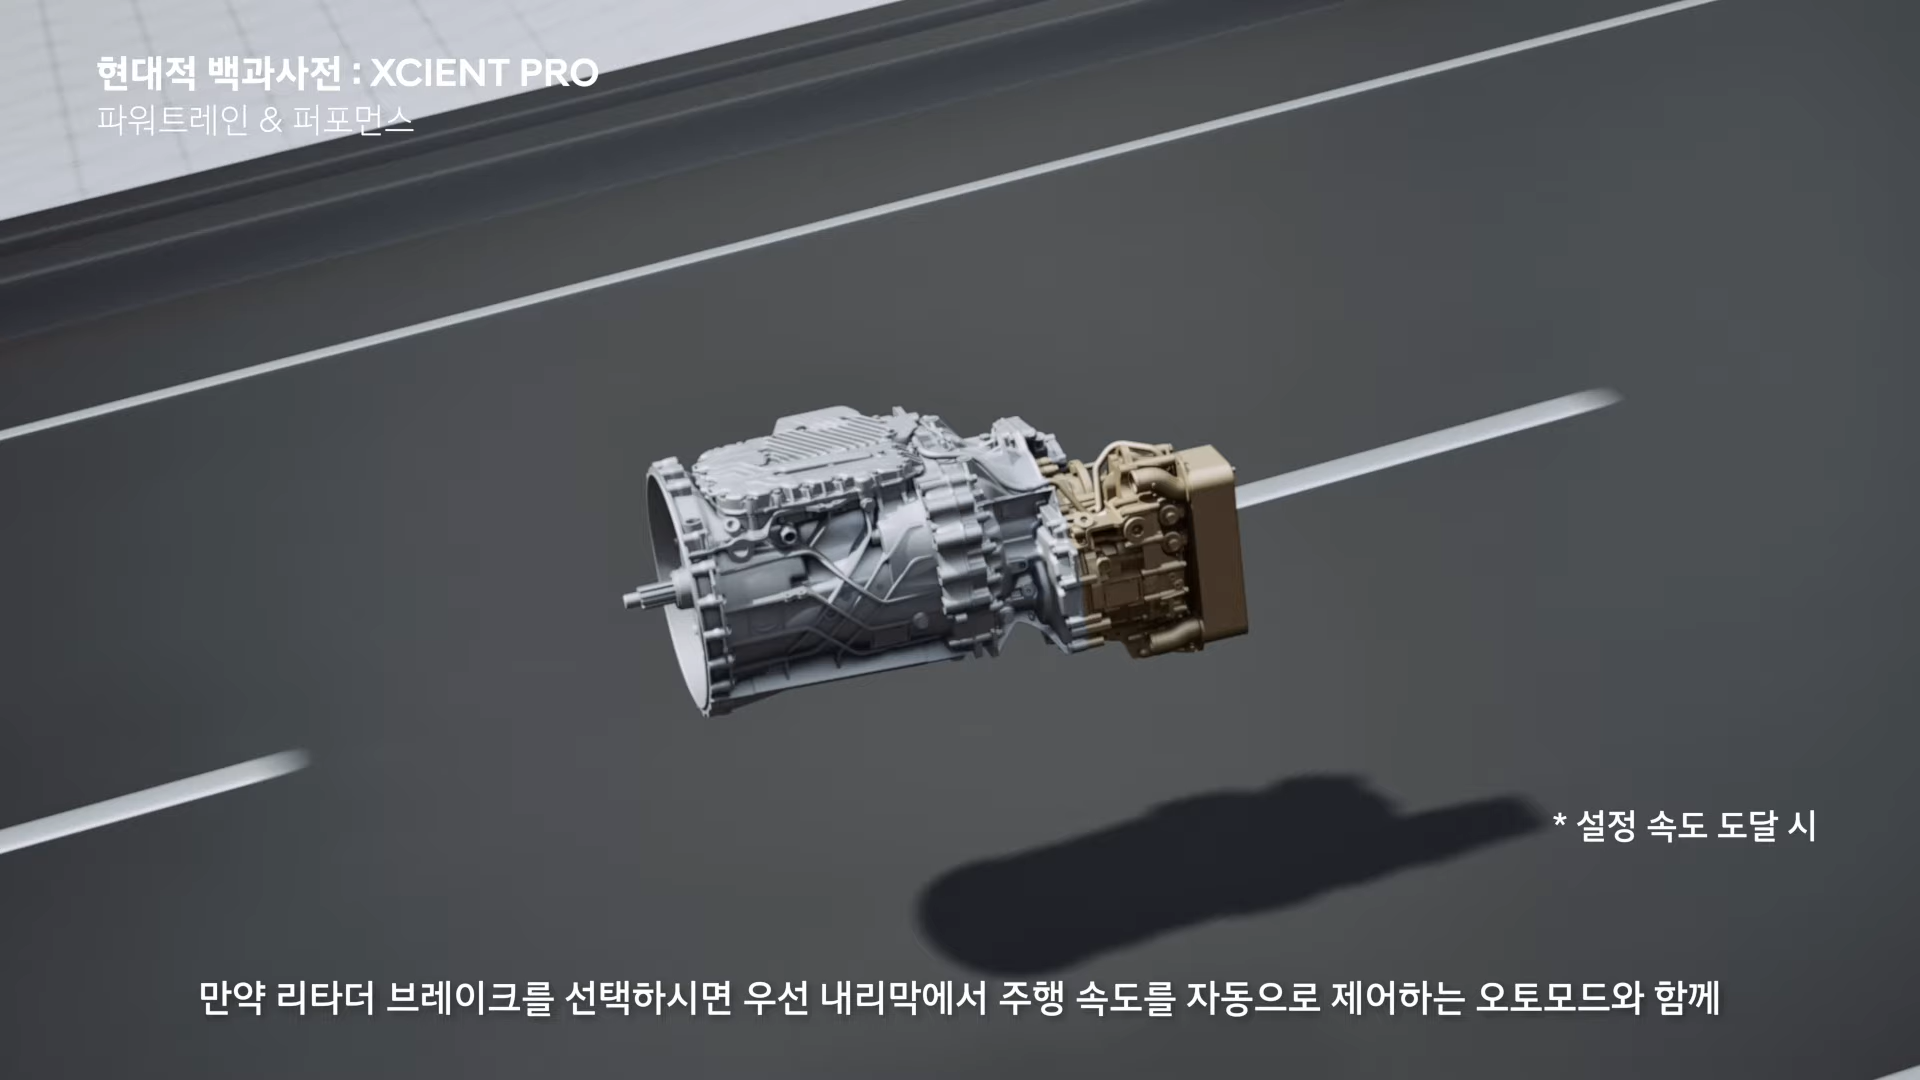 현대적 백과사전 : XCIENT PRO
파워트레인 & 퍼포먼스
* 설정 속도 도달 시
만약 리타더 브레이크를 선택하시면 우선 내리막에서 주행 속도를 자동으로 제어하는 오토모드와 함께